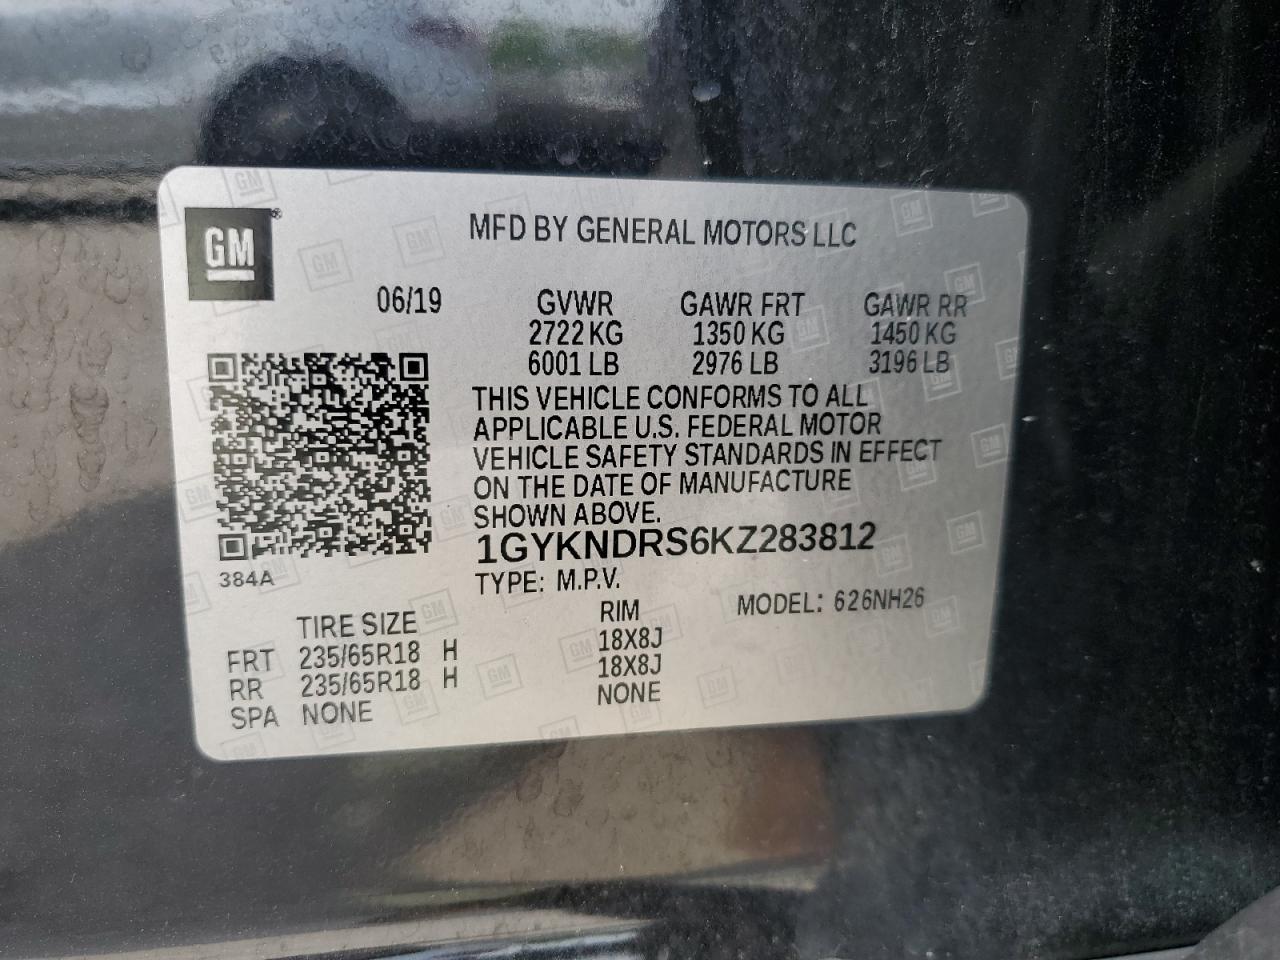 GM
MFD BY GENERAL MOTORS LLC
06/19 GVWR GAWR FRT GAWR RR
2722 KG 1350 KG 1450 KG
6001 LB 2976 LB 3196 LB
THIS VEHICLE CONFORMS TO ALL
APPLICABLE U.S. FEDERAL MOTOR
VEHICLE SAFETY STANDARDS IN EFFECT
ON THE DATE OF MANUFACTURE
SHOWN ABOVE.
1GYKNDRS6KZ283812
384A
TYPE: M.P.V. MODEL: 626NH26
TIRE SIZE RIM
FRT 235/65R18 H 18X8J
RR 235/65R18 H 18X8J
SPA NONE NONE